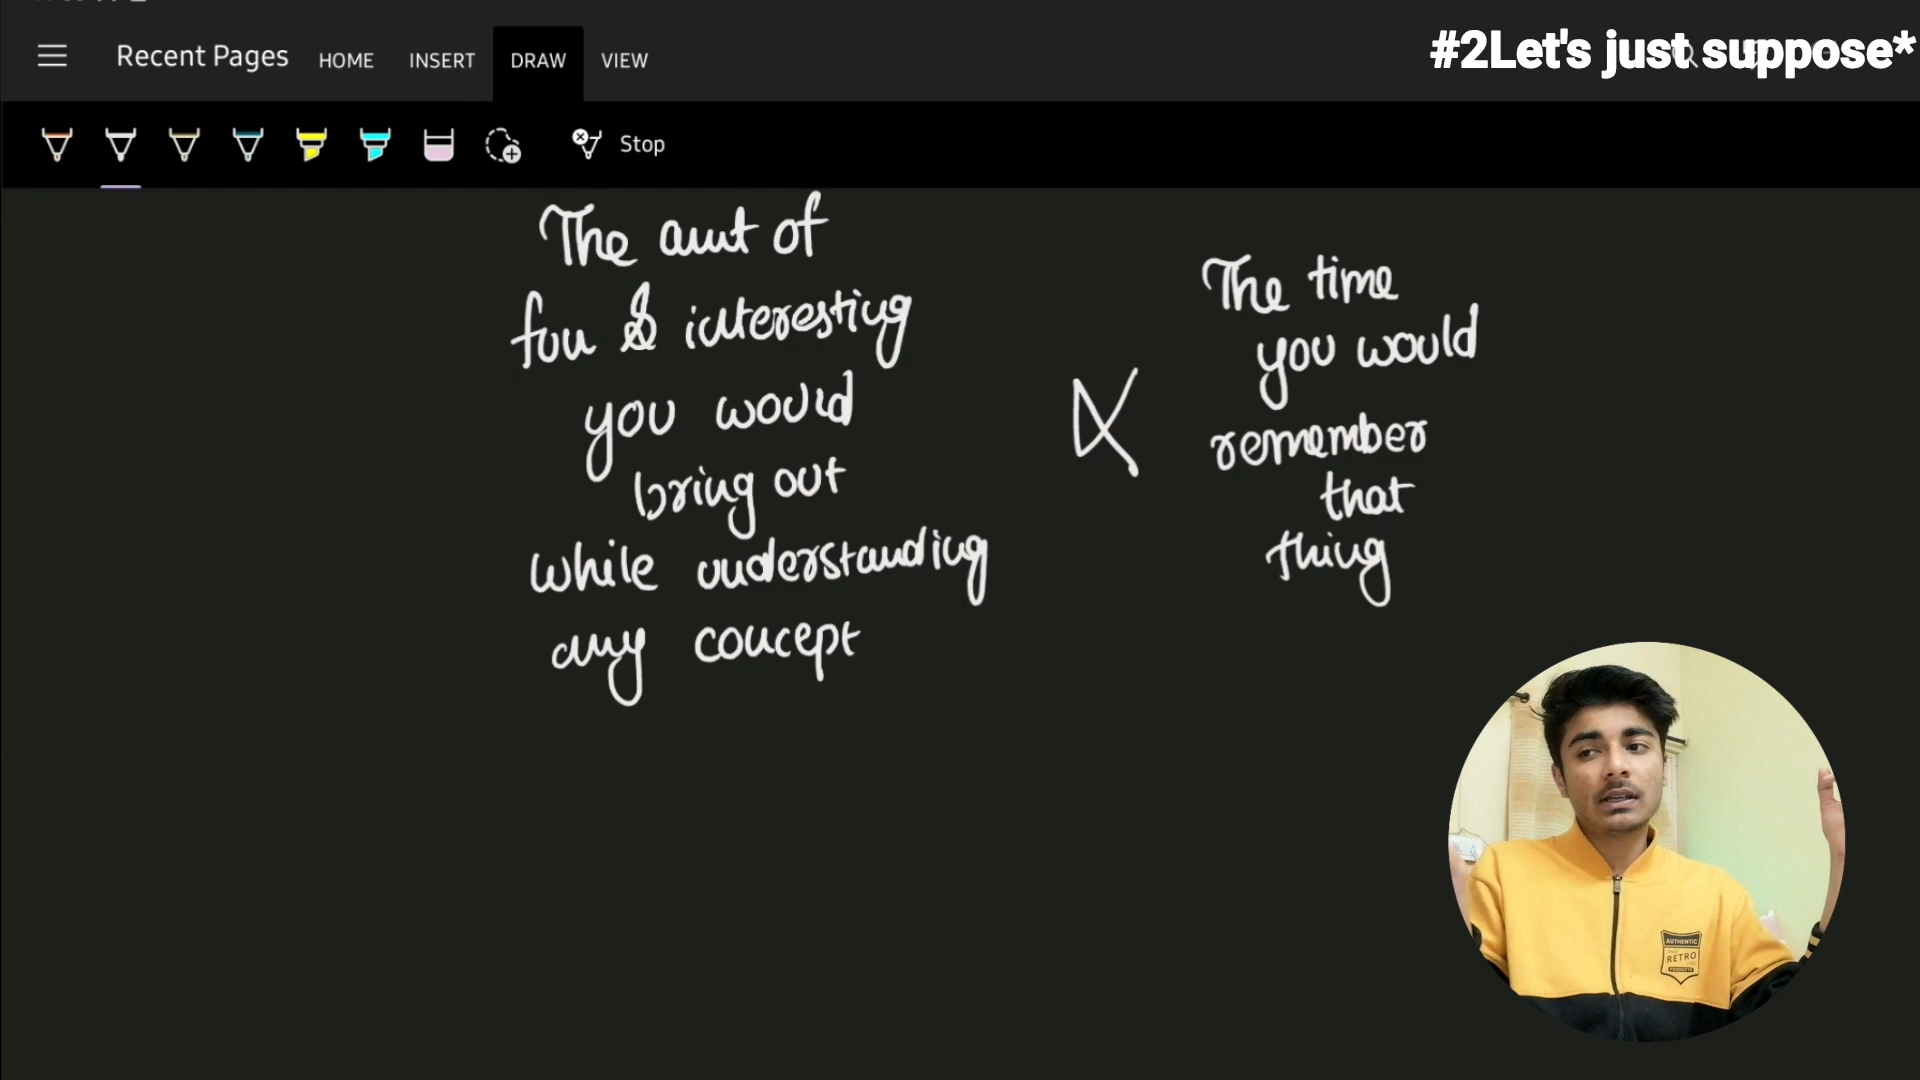 #2Let's just suppose*
Recent Pages HOME INSERT DRAW VIEW
Stop
The amt of
fun & interesting
you would
bring out
while understanding
any concept
∝
The time
you would
remember
that
thing
AUTHENTIC
RETRO
PRODUCTS